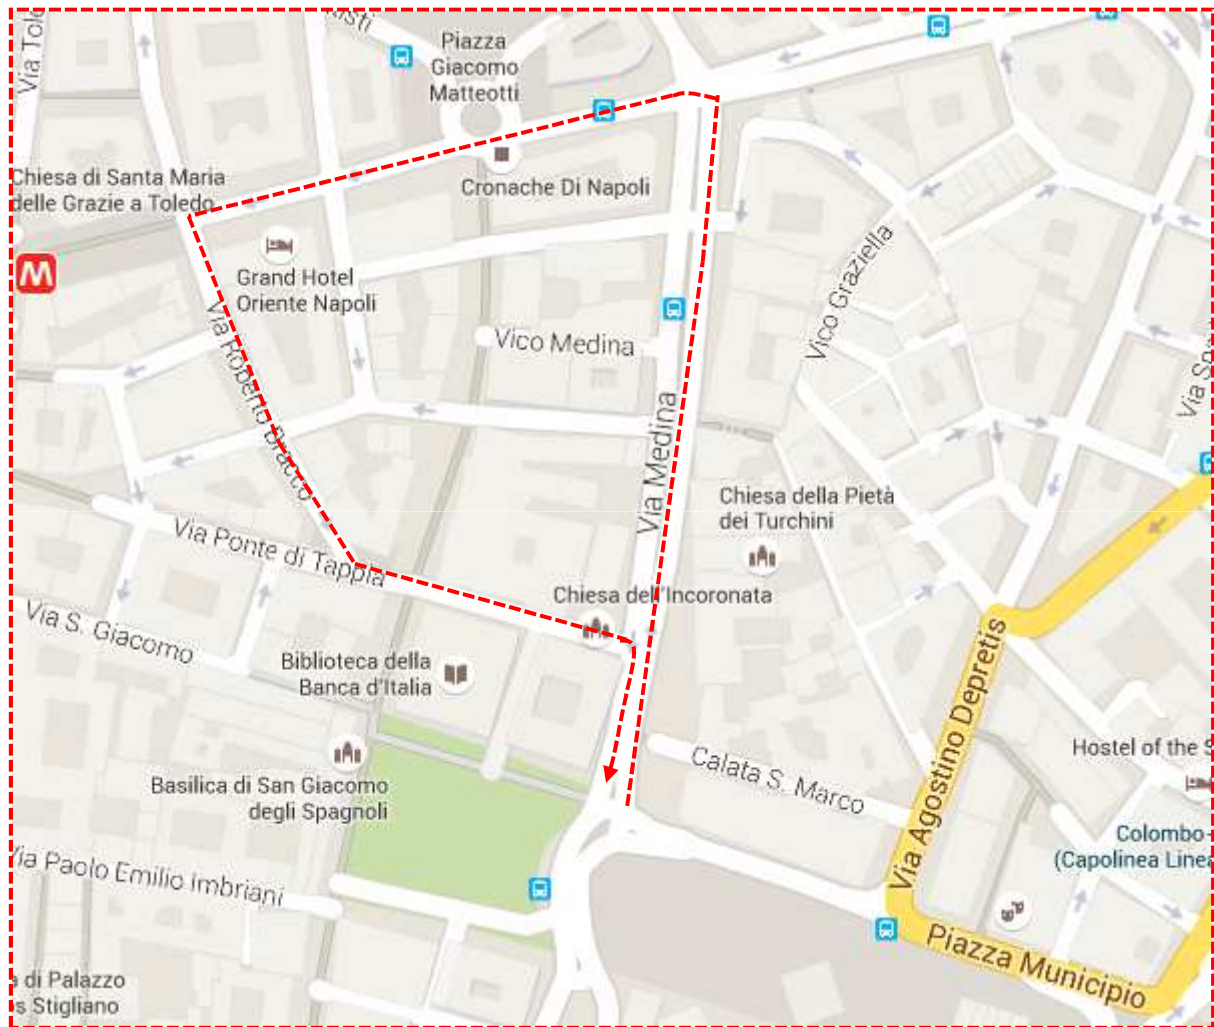 Via Tol
Piazza
Giacomo
Matteotti
Chiesa di Santa Maria
delle Grazie a Toledo
Cronache Di Napoli
M
Grand Hotel
Oriente Napoli
Vico Graziella
Via Roberto Bracco
Vico Medina
Via Medina
Chiesa della Pietà
dei Turchini
Via Ponte di Tappia
Chiesa dell'Incoronata
Via S. Giacomo
Biblioteca della
Banca d'Italia
Via Agostino Depretis
Calata S. Marco
Hostel of the S
Basilica di San Giacomo
degli Spagnoli
Colombo-
(Capolinea Linea
Via Paolo Emilio Imbriani
Piazza Municipio
di Palazzo
Stigliano